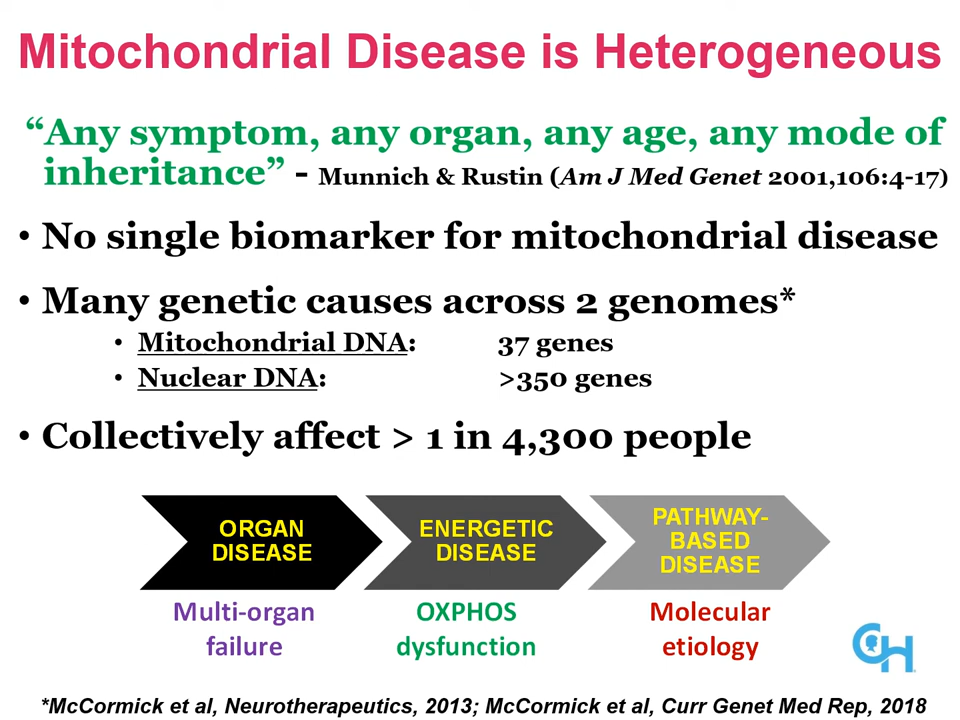 Mitochondrial Disease is Heterogeneous
“Any symptom, any organ, any age, any mode of
inheritance” - Munnich & Rustin (Am J Med Genet 2001,106:4-17)
• No single biomarker for mitochondrial disease
• Many genetic causes across 2 genomes*
• Mitochondrial DNA: 37 genes
• Nuclear DNA: >350 genes
• Collectively affect > 1 in 4,300 people
ORGAN
DISEASE
ENERGETIC
DISEASE
PATHWAY-
BASED
DISEASE
Multi-organ
failure
OXPHOS
dysfunction
Molecular
etiology
CH
*McCormick et al, Neurotherapeutics, 2013; McCormick et al, Curr Genet Med Rep, 2018